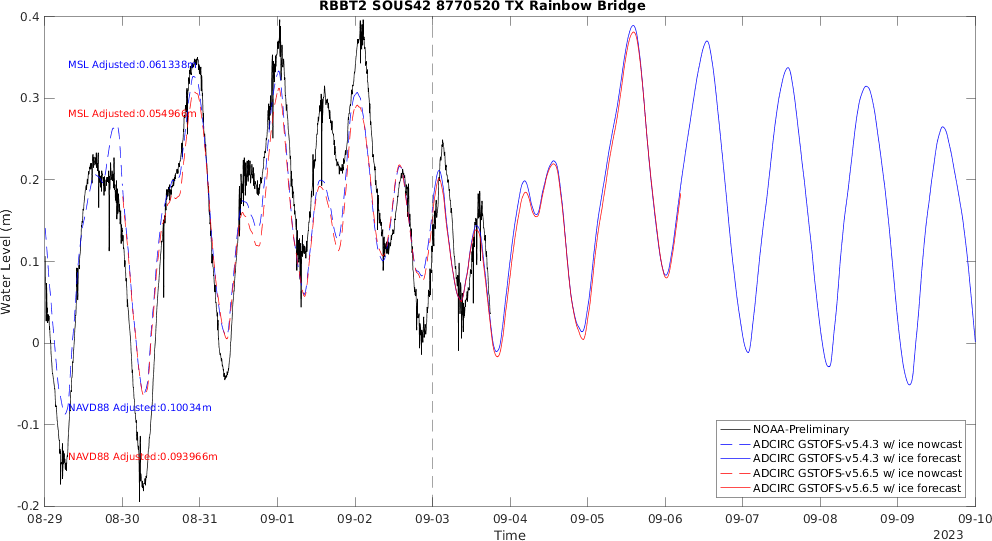 RBBT2 SOUS42 8770520 TX Rainbow Bridge
0.4
0.3
0.2
0.1
0
-0.1
-0.2
Water Level (m)
MSL Adjusted:0.061338m
MSL Adjusted:0.054966m
NAVD88 Adjusted:0.10034m
NAVD88 Adjusted:0.093966m
NOAA-Preliminary
ADCIRC GSTOFS-v5.4.3 w/ ice nowcast
ADCIRC GSTOFS-v5.4.3 w/ ice forecast
ADCIRC GSTOFS-v5.6.5 w/ ice nowcast
ADCIRC GSTOFS-v5.6.5 w/ ice forecast
08-29 08-30 08-31 09-01 09-02 09-03 09-04 09-05 09-06 09-07 09-08 09-09 09-10
Time
2023